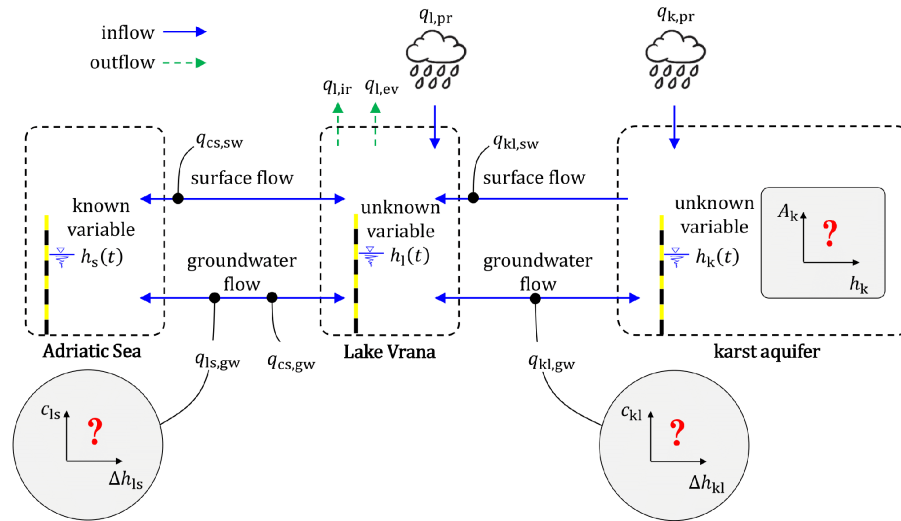 inflow
outflow
q_l,pr
q_k,pr
q_l,ir
q_l,ev
q_cs,sw
surface flow
q_kl,sw
surface flow
known
variable
h_s(t)
unknown
variable
h_l(t)
unknown
variable
h_k(t)
A_k
?
h_k
groundwater
flow
groundwater
flow
Adriatic Sea
Lake Vrana
karst aquifer
q_ls,gw
q_cs,gw
q_kl,gw
c_ls
?
Δh_ls
c_kl
?
Δh_kl